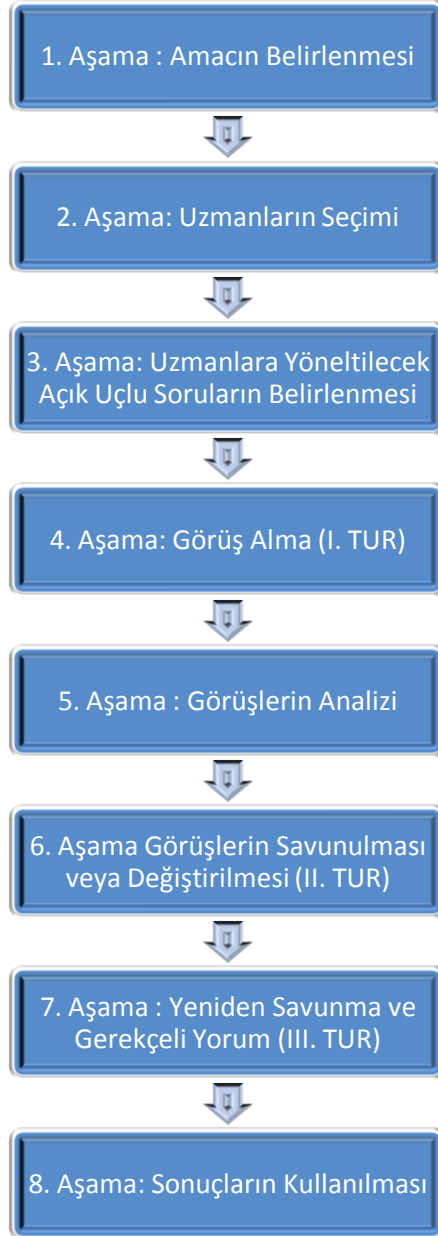 1. Aşama : Amacın Belirlenmesi
2. Aşama: Uzmanların Seçimi
3. Aşama: Uzmanlara Yöneltilecek
Açık Uçlu Soruların Belirlenmesi
4. Aşama: Görüş Alma (I. TUR)
5. Aşama : Görüşlerin Analizi
6. Aşama Görüşlerin Savunulması
veya Değiştirilmesi (II. TUR)
7. Aşama : Yeniden Savunma ve
Gerekçeli Yorum (III. TUR)
8. Aşama: Sonuçların Kullanılması